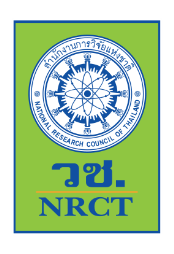 สำนักงานการวิจัยแห่งชาติ
NATIONAL RESEARCH COUNCIL OF THAILAND
วช.
NRCT